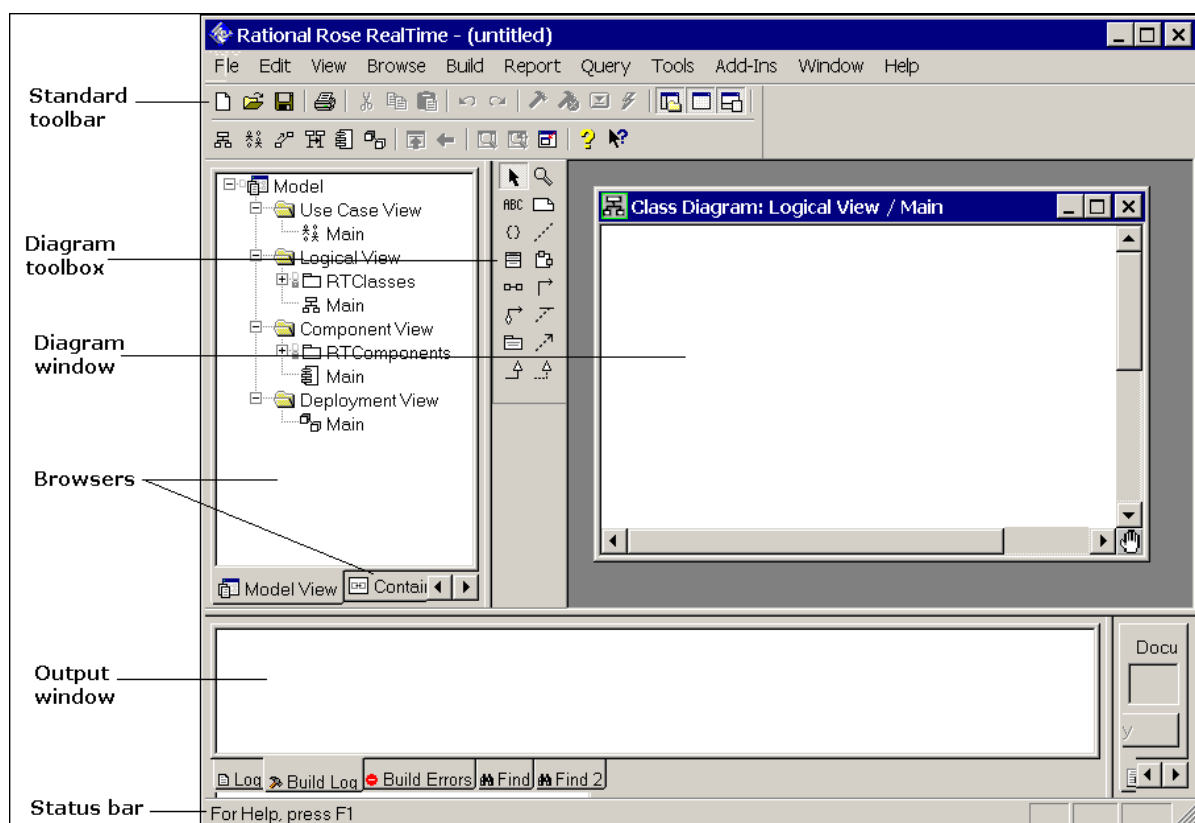 Rational Rose RealTime - (untitled)
File Edit View Browse Build Report Query Tools Add-Ins Window Help
Standard
toolbar
Model
Use Case View
Main
Logical View
RTClasses
Main
Component View
RTComponents
Main
Deployment View
Main
ABC
Class Diagram: Logical View / Main
Diagram
toolbox
Diagram
window
Browsers
Model View Contai
Output
window
Docu
y
Log Build Log Build Errors Find Find 2
Status bar
For Help, press F1